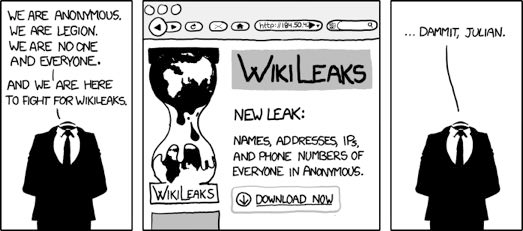 WE ARE ANONYMOUS.
WE ARE LEGION.
WE ARE NO ONE
AND EVERYONE.
AND WE ARE HERE
TO FIGHT FOR WIKILEAKS.
http://184.50.4
WIKILEAKS
WIKILEAKS
NEW LEAK:
NAMES, ADDRESSES, IPs,
AND PHONE NUMBERS OF
EVERYONE IN ANONYMOUS.
DOWNLOAD NOW
... DAMMIT, JULIAN.